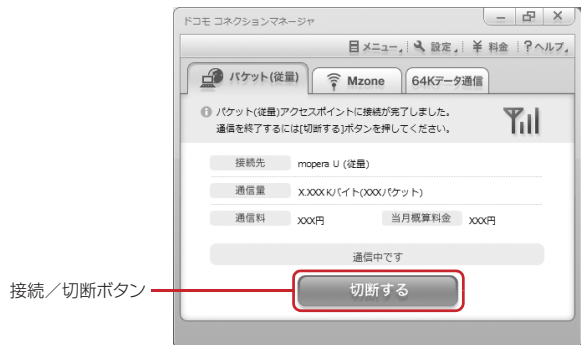 ドコモ コネクションマネージャ
メニュー 設定 ¥ 料金 ?ヘルプ
パケット(従量) Mzone 64Kデータ通信
パケット(従量)アクセスポイントに接続が完了しました。
通信を終了するには[切断する]ボタンを押してください。
接続先 mopera U (従量)
通信量 X.XXX Kバイト(XXXパケット)
通信料 XXX円 当月概算料金 XXX円
通信中です
接続／切断ボタン 切断する